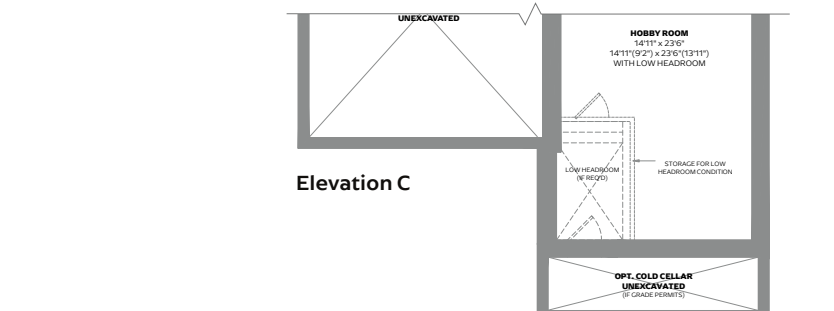 UNEXCAVATED
HOBBY ROOM
14'11" x 23'6"
14'11"(9'2") x 23'6"(13'11")
WITH LOW HEADROOM
LOW HEADROOM
(IF REQ'D)
STORAGE FOR LOW
HEADROOM CONDITION
Elevation C
OPT. COLD CELLAR
UNEXCAVATED
(IF GRADE PERMITS)